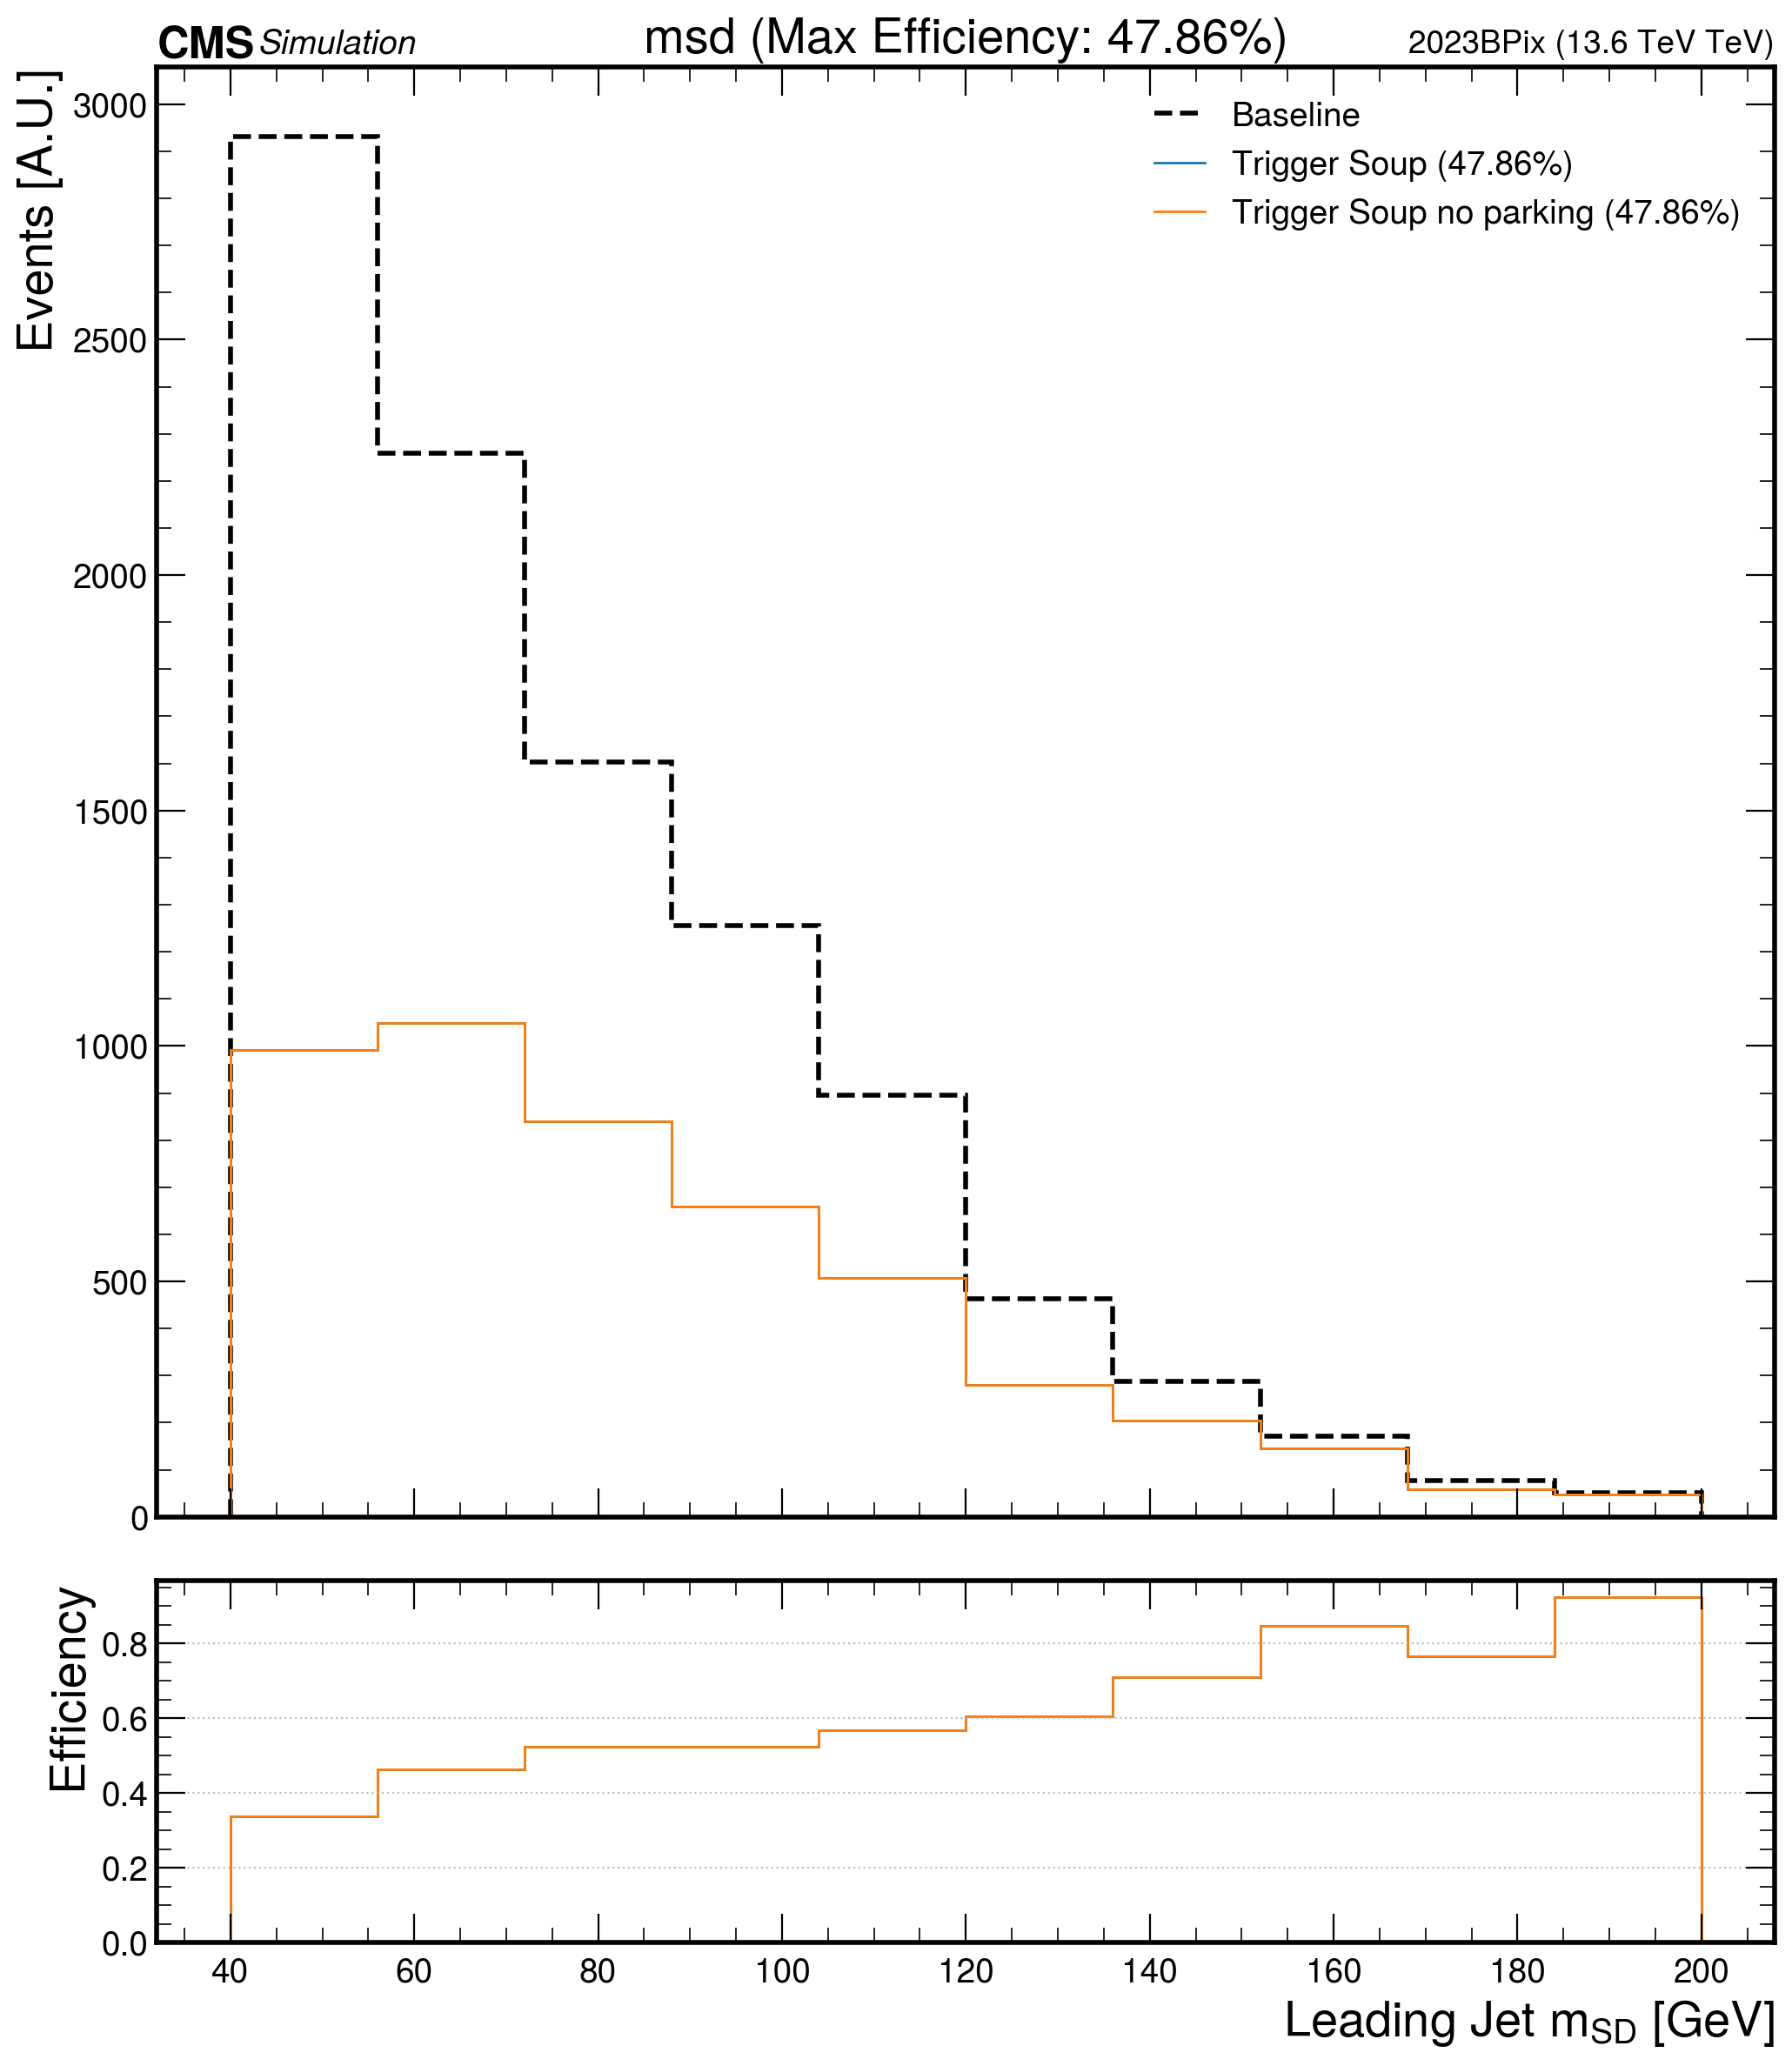 CMS Simulation msd (Max Efficiency: 47.86%) 2023BPix (13.6 TeV TeV)
Events [A.U.]
3000
2500
2000
1500
1000
500
0
Baseline
Trigger Soup (47.86%)
Trigger Soup no parking (47.86%)
Efficiency
0.8
0.6
0.4
0.2
0.0
40 60 80 100 120 140 160 180 200
Leading Jet mSD [GeV]